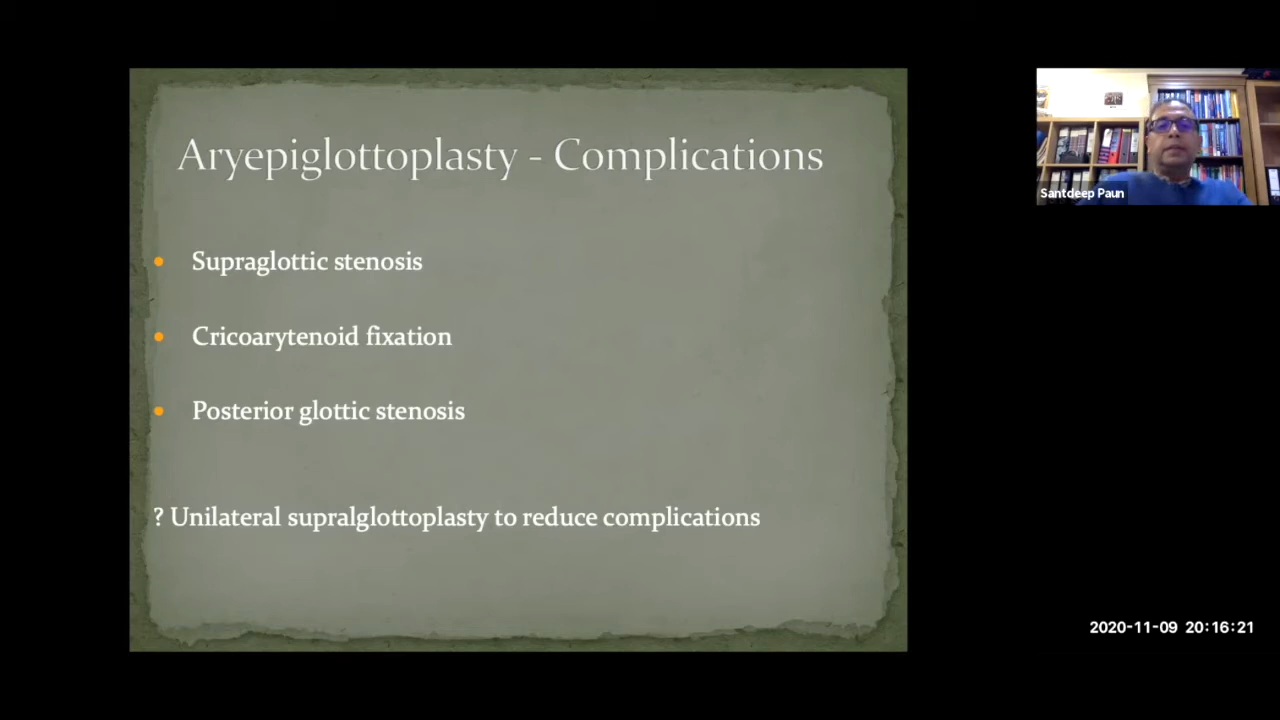 Aryepiglottoplasty - Complications
Supraglottic stenosis
Cricoarytenoid fixation
Posterior glottic stenosis
? Unilateral supralglottoplasty to reduce complications
Santdeep Paun
2020-11-09 20:16:21